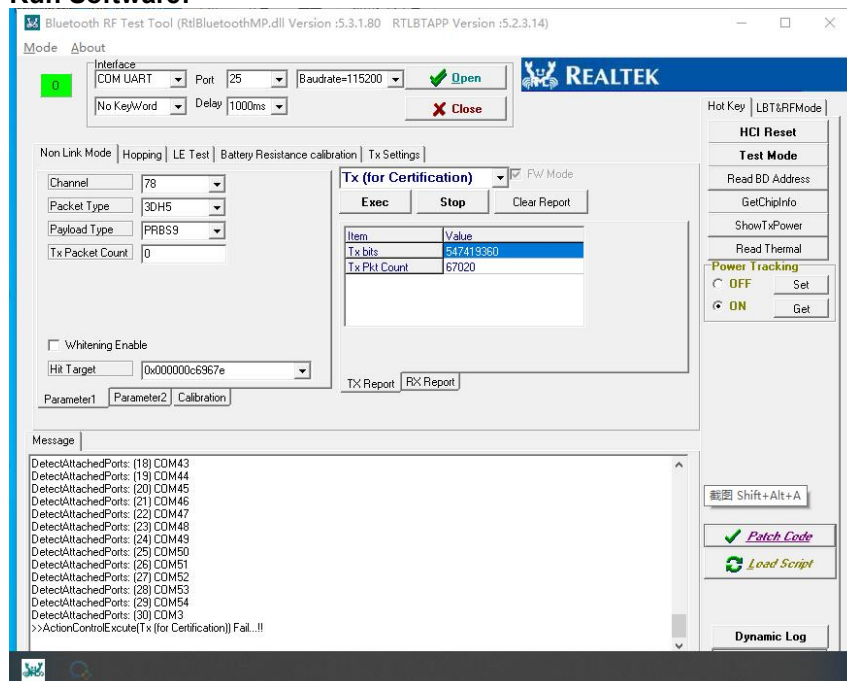 Run Software:
Bluetooth RF Test Tool (RtlBluetoothMP.dll Version :5.3.1.80 RTLBTAPP Version :5.2.3.14)
Mode About
Interface
0
COM UART Port 25 Baudrate=115200 Open
No KeyWord Delay 1000ms Close
REALTEK
Hot Key LBT&RFMode
HCI Reset
Test Mode
Read BD Address
GetChipInfo
ShowTxPower
Read Thermal
Power Tracking
OFF Set
ON Get
Non Link Mode Hopping LE Test Battery Resistance calibration Tx Settings
Channel 78
Packet Type 3DH5
Payload Type PRBS9
Tx Packet Count 0
Whitening Enable
Hit Target 0x000000c6967e
Parameter1 Parameter2 Calibration
Tx (for Certification) FW Mode
Exec Stop Clear Report
Item Value
Tx bits 547419360
Tx Pkt Count 67020
TX Report RX Report
Message
DetectAttachedPorts: (18) COM43
DetectAttachedPorts: (19) COM44
DetectAttachedPorts: (20) COM45
DetectAttachedPorts: (21) COM46
DetectAttachedPorts: (22) COM47
DetectAttachedPorts: (23) COM48
DetectAttachedPorts: (24) COM49
DetectAttachedPorts: (25) COM50
DetectAttachedPorts: (26) COM51
DetectAttachedPorts: (27) COM52
DetectAttachedPorts: (28) COM53
DetectAttachedPorts: (29) COM54
DetectAttachedPorts: (30) COM3
>>ActionControlExcute(Tx (for Certification)) Fail...!!
截图 Shift+Alt+A
Patch Code
Load Script
Dynamic Log